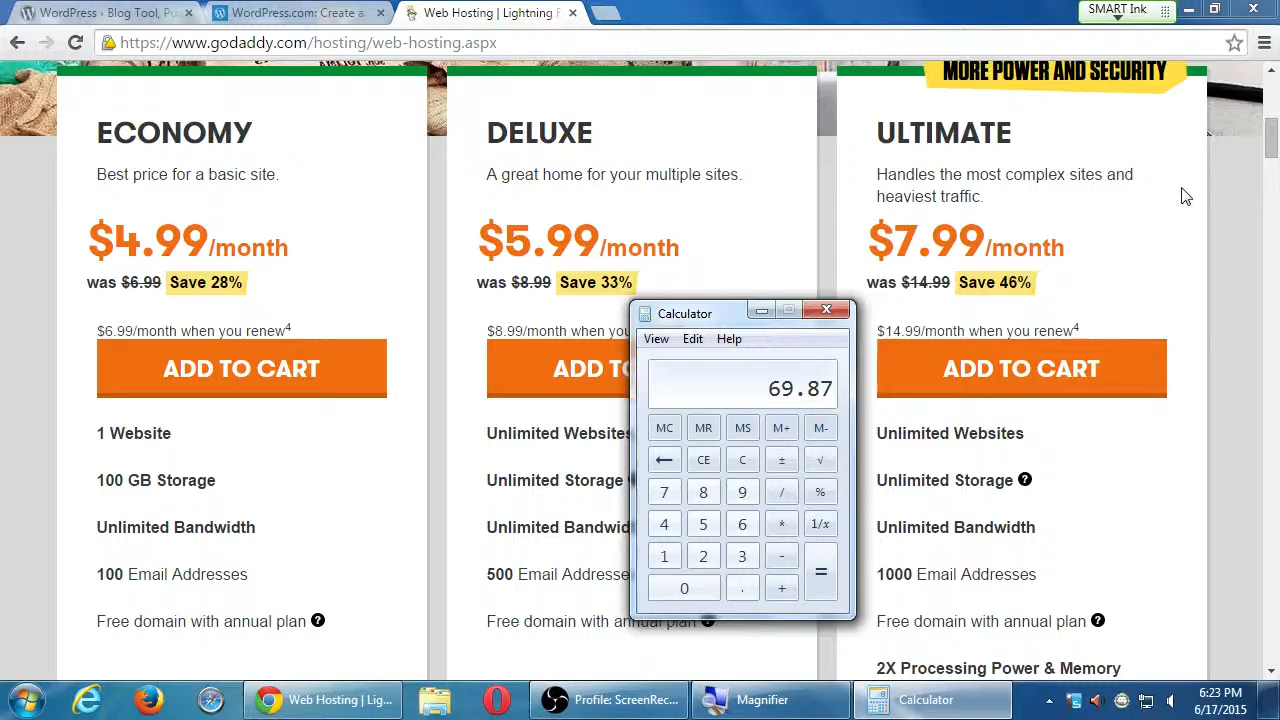 WordPress › Blog Tool, Pu
WordPress.com: Create a
Web Hosting | Lightning F
SMART Ink
https://www.godaddy.com/hosting/web-hosting.aspx
MORE POWER AND SECURITY
ECONOMY
Best price for a basic site.
$4.99/month
was $6.99 Save 28%
$6.99/month when you renew4
ADD TO CART
1 Website
100 GB Storage
Unlimited Bandwidth
100 Email Addresses
Free domain with annual plan ?
DELUXE
A great home for your multiple sites.
$5.99/month
was $8.99 Save 33%
$8.99/month when you
ADD T
Unlimited Websites
Unlimited Storage
Unlimited Bandwid
500 Email Addresse
Free domain with annual plan
ULTIMATE
Handles the most complex sites and
heaviest traffic.
$7.99/month
was $14.99 Save 46%
$14.99/month when you renew4
ADD TO CART
Unlimited Websites
Unlimited Storage ?
Unlimited Bandwidth
1000 Email Addresses
Free domain with annual plan ?
2X Processing Power & Memory
Calculator
View Edit Help
69.87
MC MR MS M+ M-
← CE C ± √
7 8 9 / %
4 5 6 * 1/x
1 2 3 - =
0 . +
Web Hosting | Lig...
Profile: ScreenRec...
Magnifier
Calculator
6:23 PM
6/17/2015